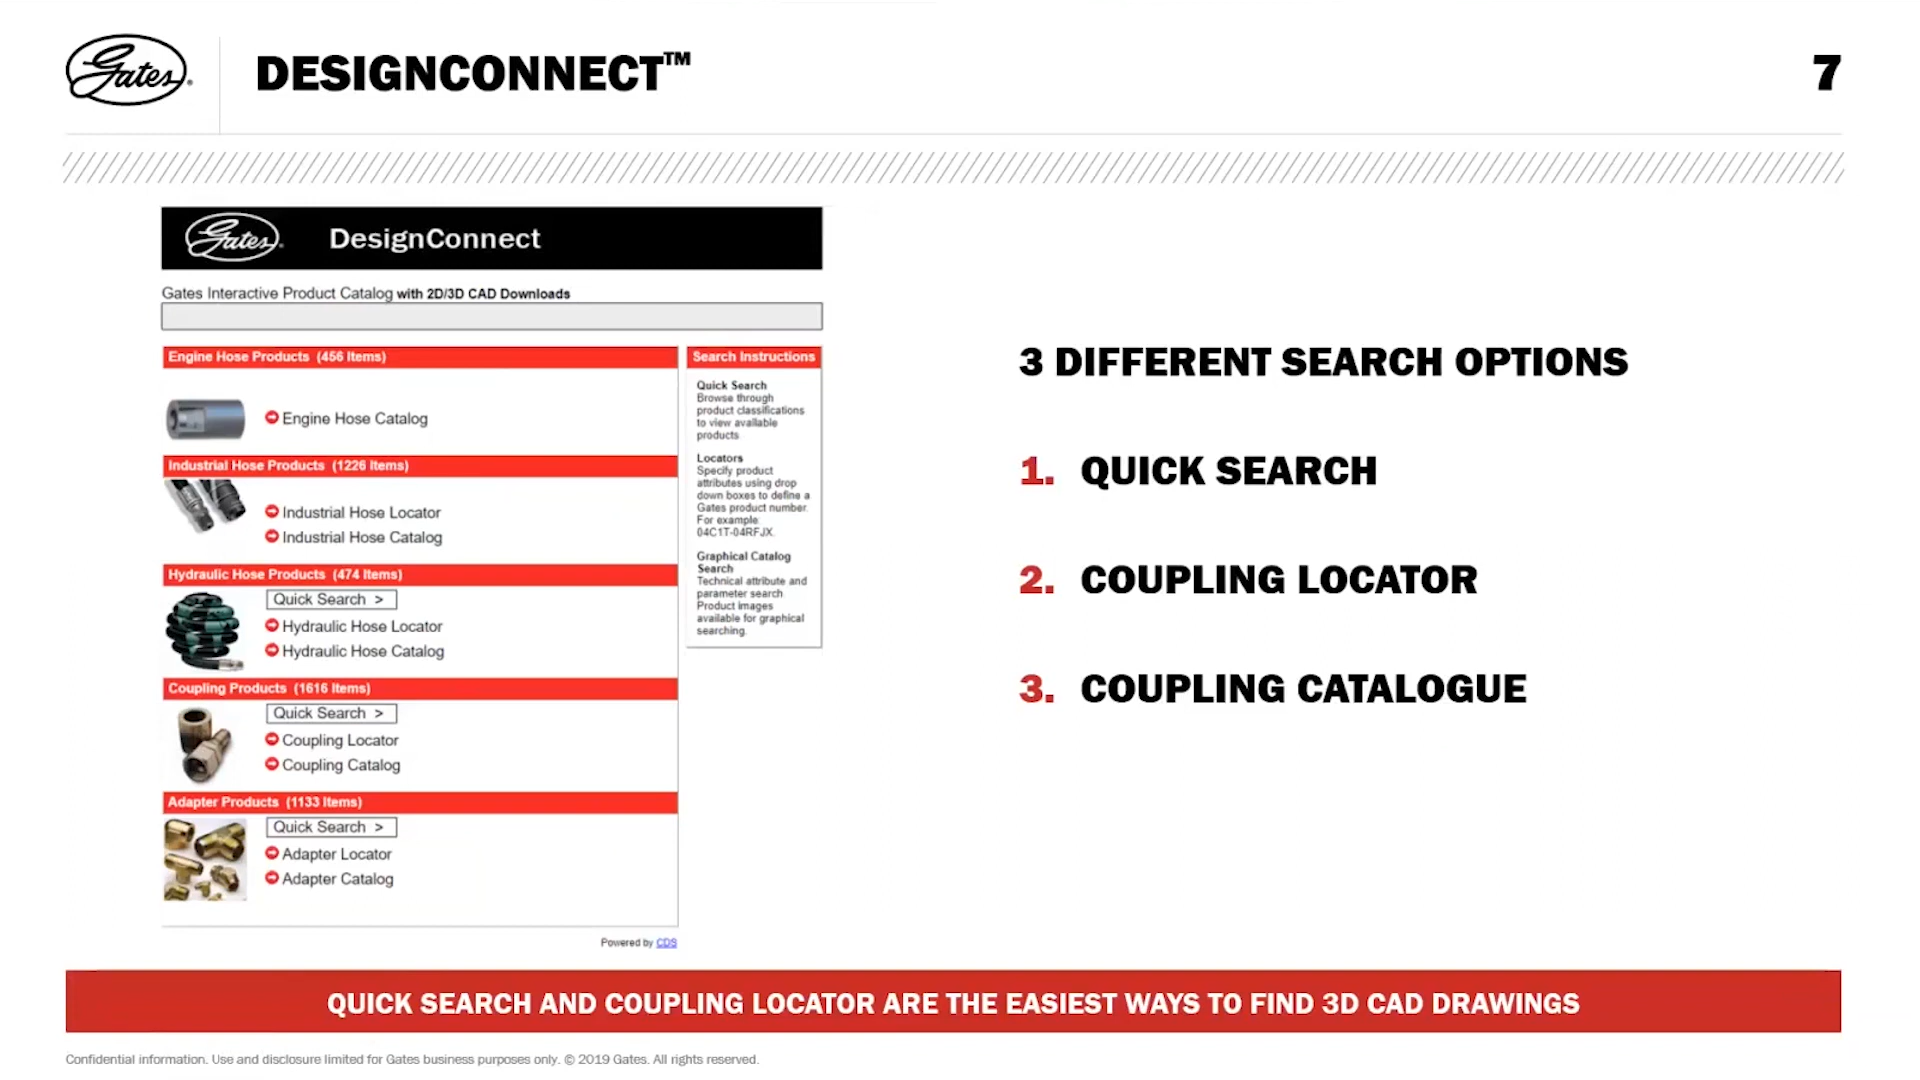 Gates®
DESIGNCONNECT™
7
Gates®
DesignConnect
Gates Interactive Product Catalog with 2D/3D CAD Downloads
Engine Hose Products (456 Items)
Engine Hose Catalog
Industrial Hose Products (1226 Items)
Industrial Hose Locator
Industrial Hose Catalog
Hydraulic Hose Products (474 Items)
Quick Search >
Hydraulic Hose Locator
Hydraulic Hose Catalog
Coupling Products (1616 Items)
Quick Search >
Coupling Locator
Coupling Catalog
Adapter Products (1133 Items)
Quick Search >
Adapter Locator
Adapter Catalog
Powered by CDS
Search Instructions
Quick Search
Browse through
product classifications
to view available
products
Locators
Specify product
attributes using drop
down boxes to define a
Gates product number.
For example:
04C1T-04RFJX.
Graphical Catalog
Search
Technical attribute and
parameter search.
Product images
available for graphical
searching.
3 DIFFERENT SEARCH OPTIONS
1. QUICK SEARCH
2. COUPLING LOCATOR
3. COUPLING CATALOGUE
QUICK SEARCH AND COUPLING LOCATOR ARE THE EASIEST WAYS TO FIND 3D CAD DRAWINGS
Confidential information. Use and disclosure limited for Gates business purposes only. © 2019 Gates. All rights reserved.